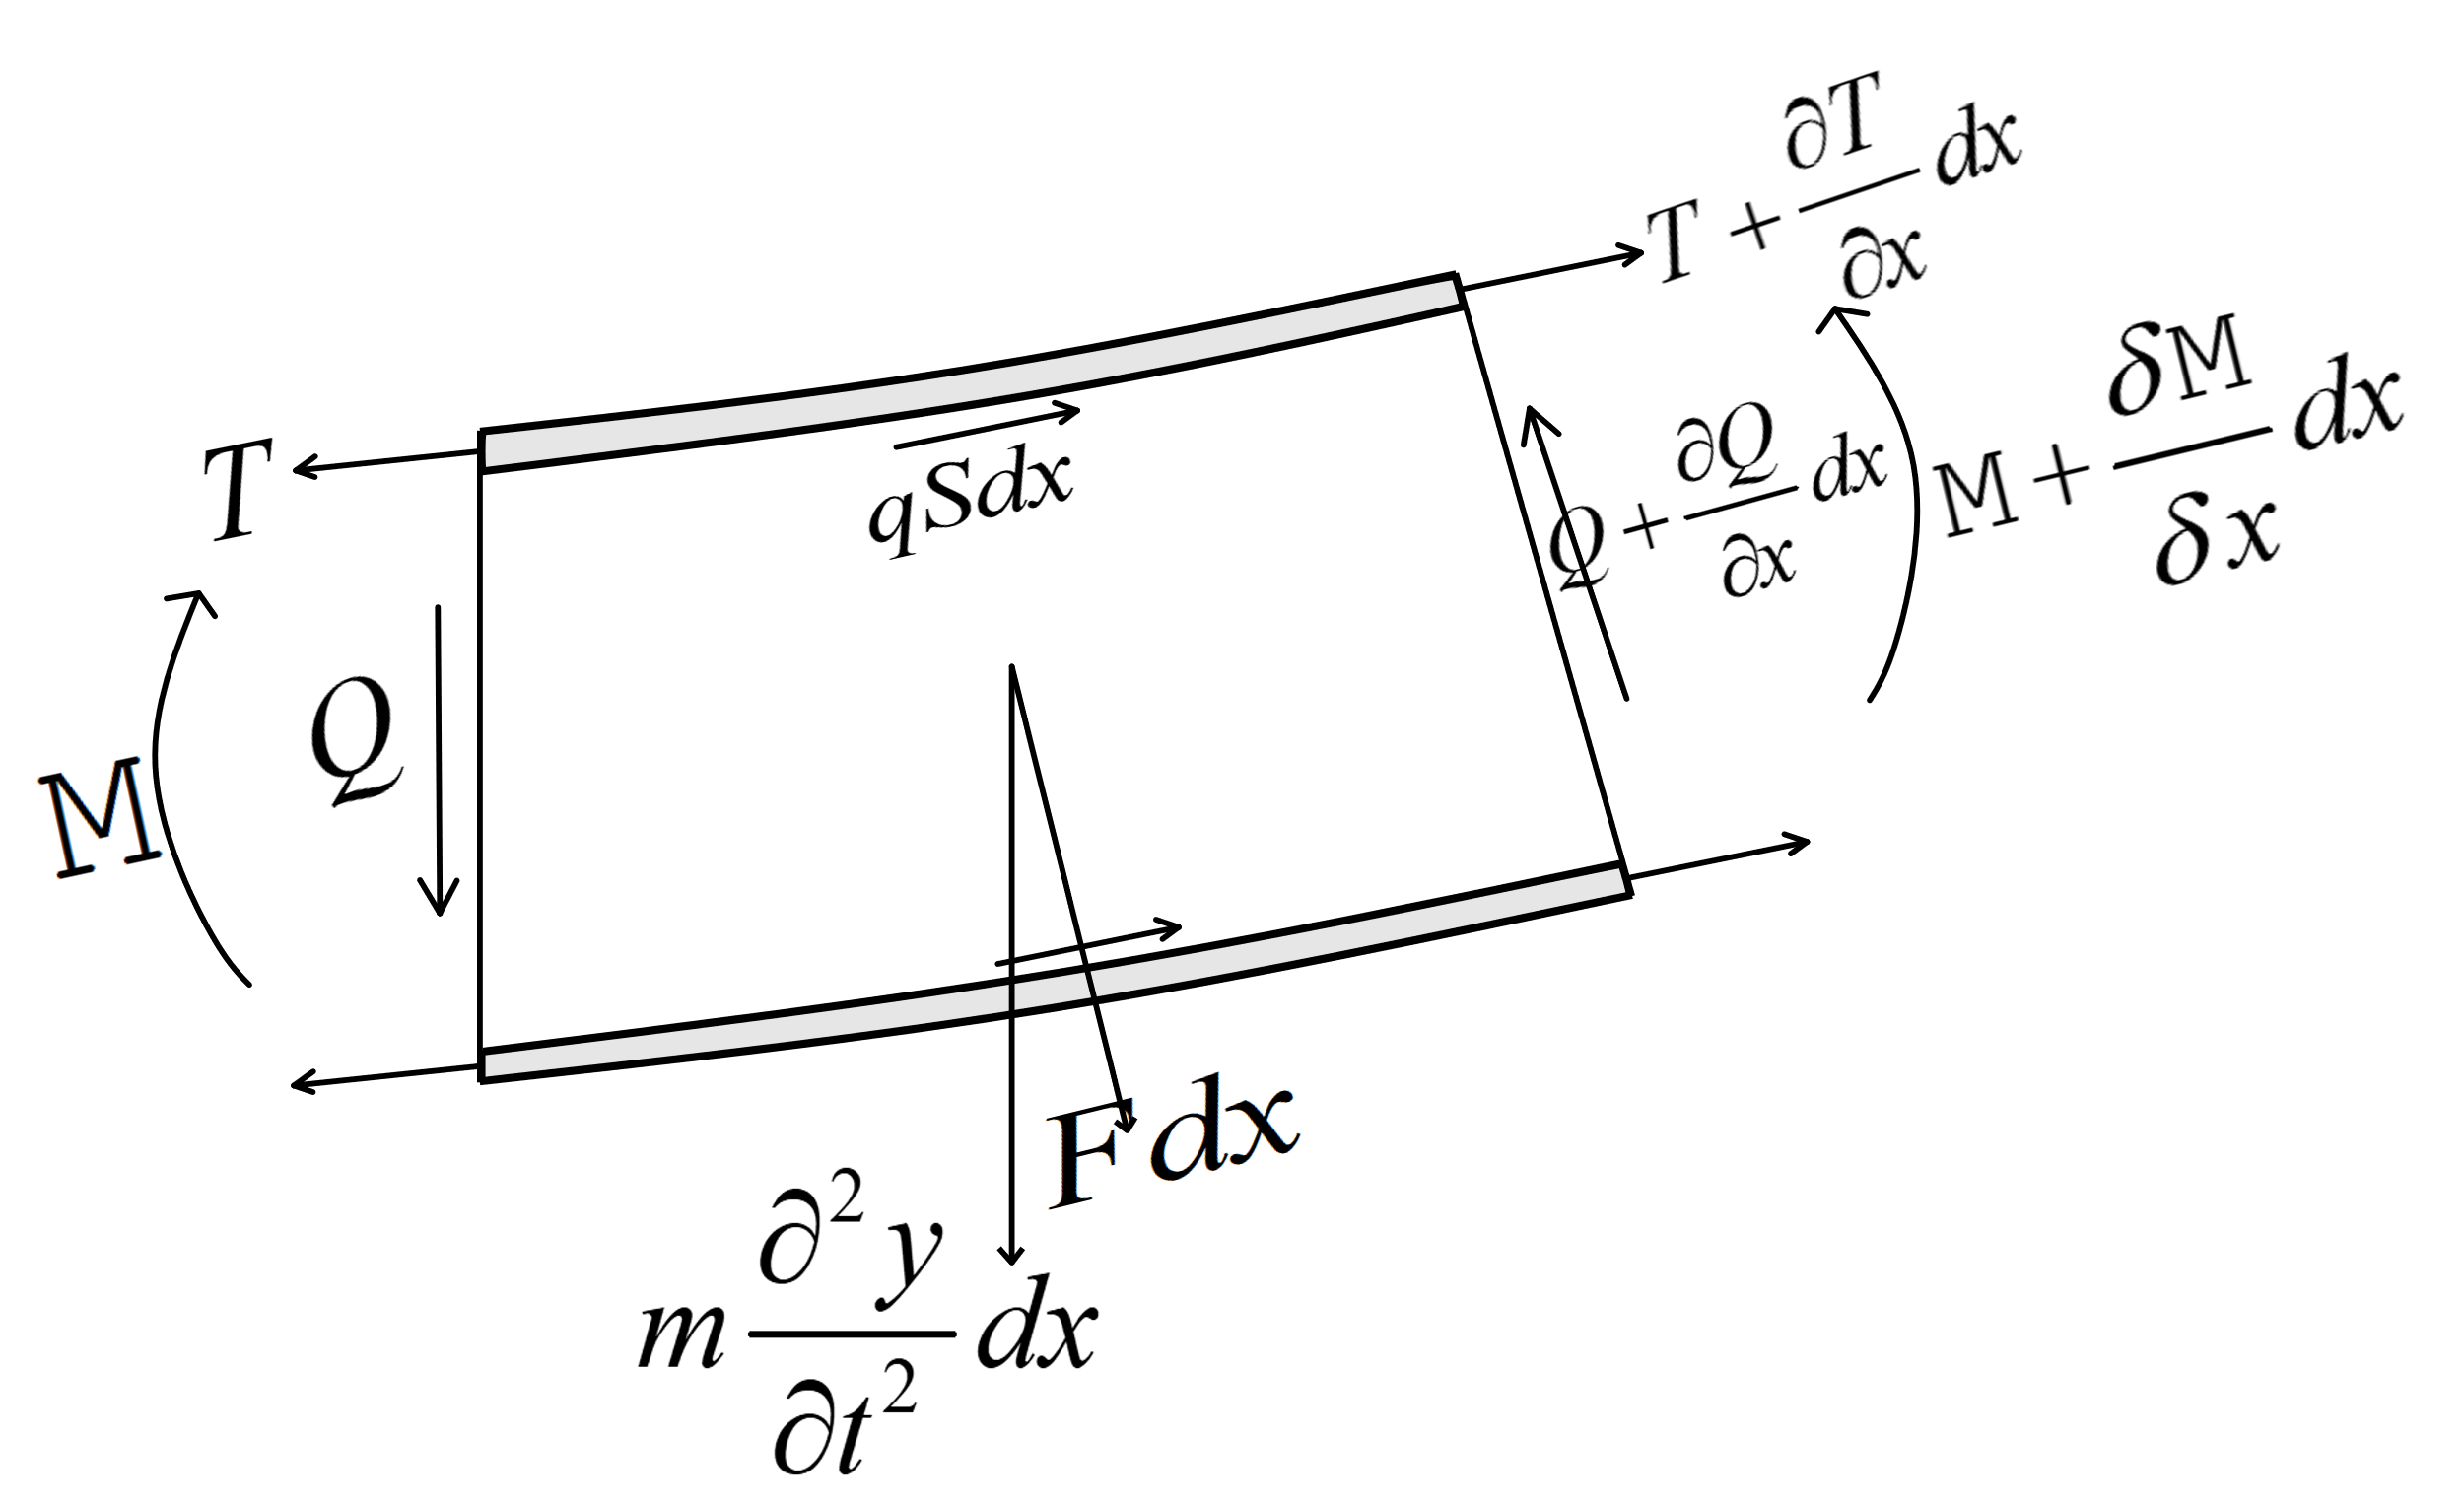 T + ∂T/∂x dx
T
qSdx
Q + ∂Q/∂x dx
M + δM/δx dx
Q
M
F dx
m ∂²y/∂t² dx